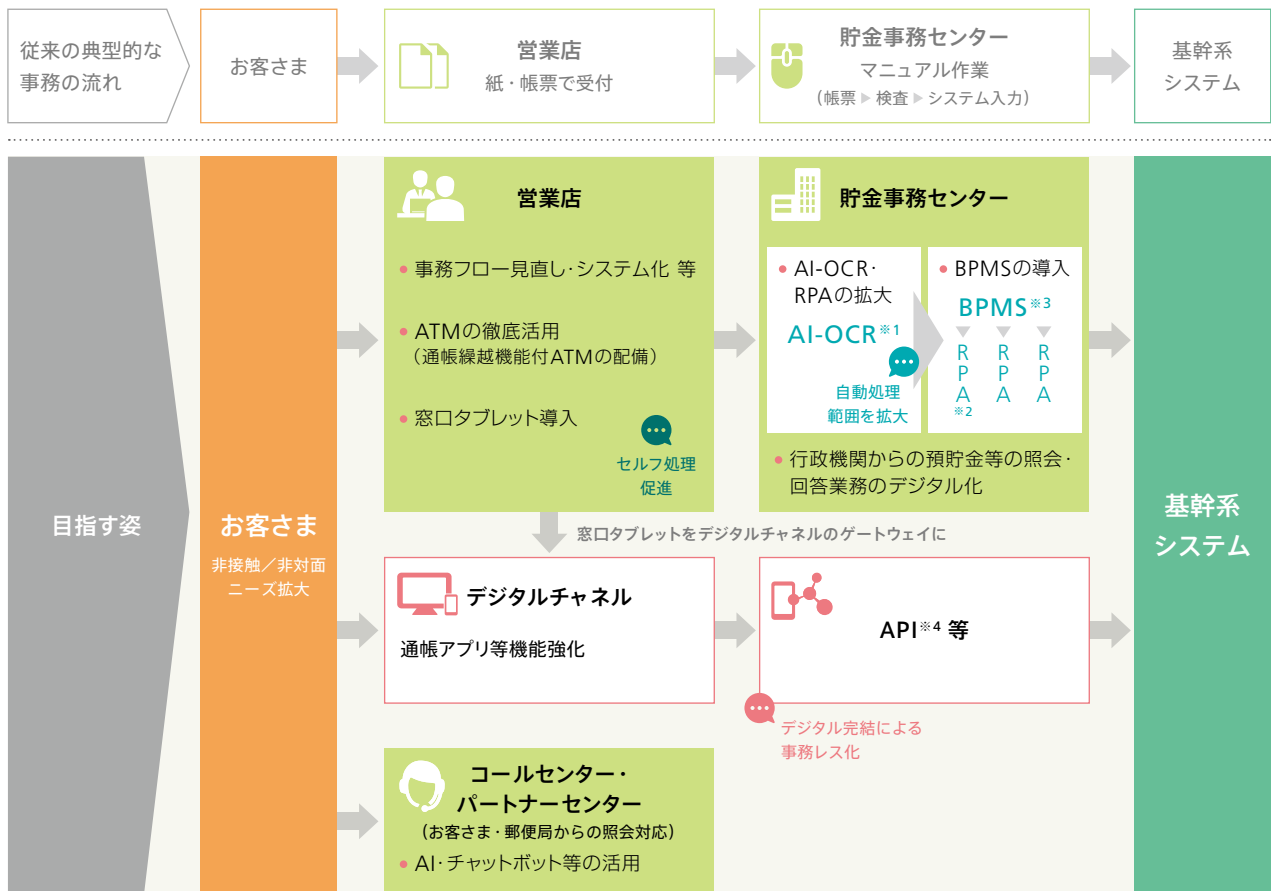 従来の典型的な
事務の流れ
お客さま
営業店
紙・帳票で受付
貯金事務センター
マニュアル作業
(帳票▶検査▶システム入力)
基幹系
システム
目指す姿
お客さま
非接触／非対面
ニーズ拡大
営業店
• 事務フロー見直し・システム化 等
• ATMの徹底活用
(通帳繰越機能付ATMの配備)
• 窓口タブレット導入
セルフ処理
促進
貯金事務センター
• AI-OCR・
RPAの拡大
AI-OCR※1
自動処理
範囲を拡大
• BPMSの導入
BPMS※3
RPA※2
RPA
RPA
• 行政機関からの預貯金等の照会・
回答業務のデジタル化
窓口タブレットをデジタルチャネルのゲートウェイに
デジタルチャネル
通帳アプリ等機能強化
API※4 等
デジタル完結による
事務レス化
コールセンター・
パートナーセンター
(お客さま・郵便局からの照会対応)
• AI・チャットボット等の活用
基幹系
システム